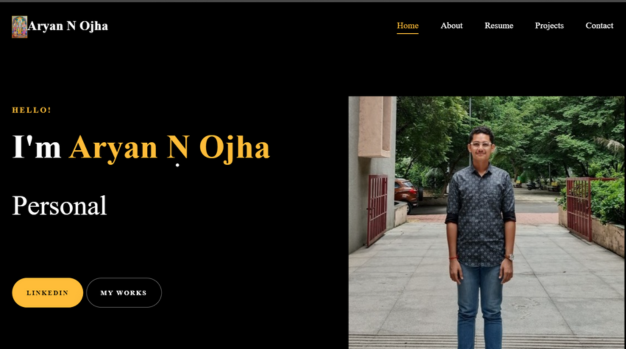 Aryan N Ojha
Home About Resume Projects Contact
HELLO!
I'm Aryan N Ojha
Personal
LINKEDIN MY WORKS